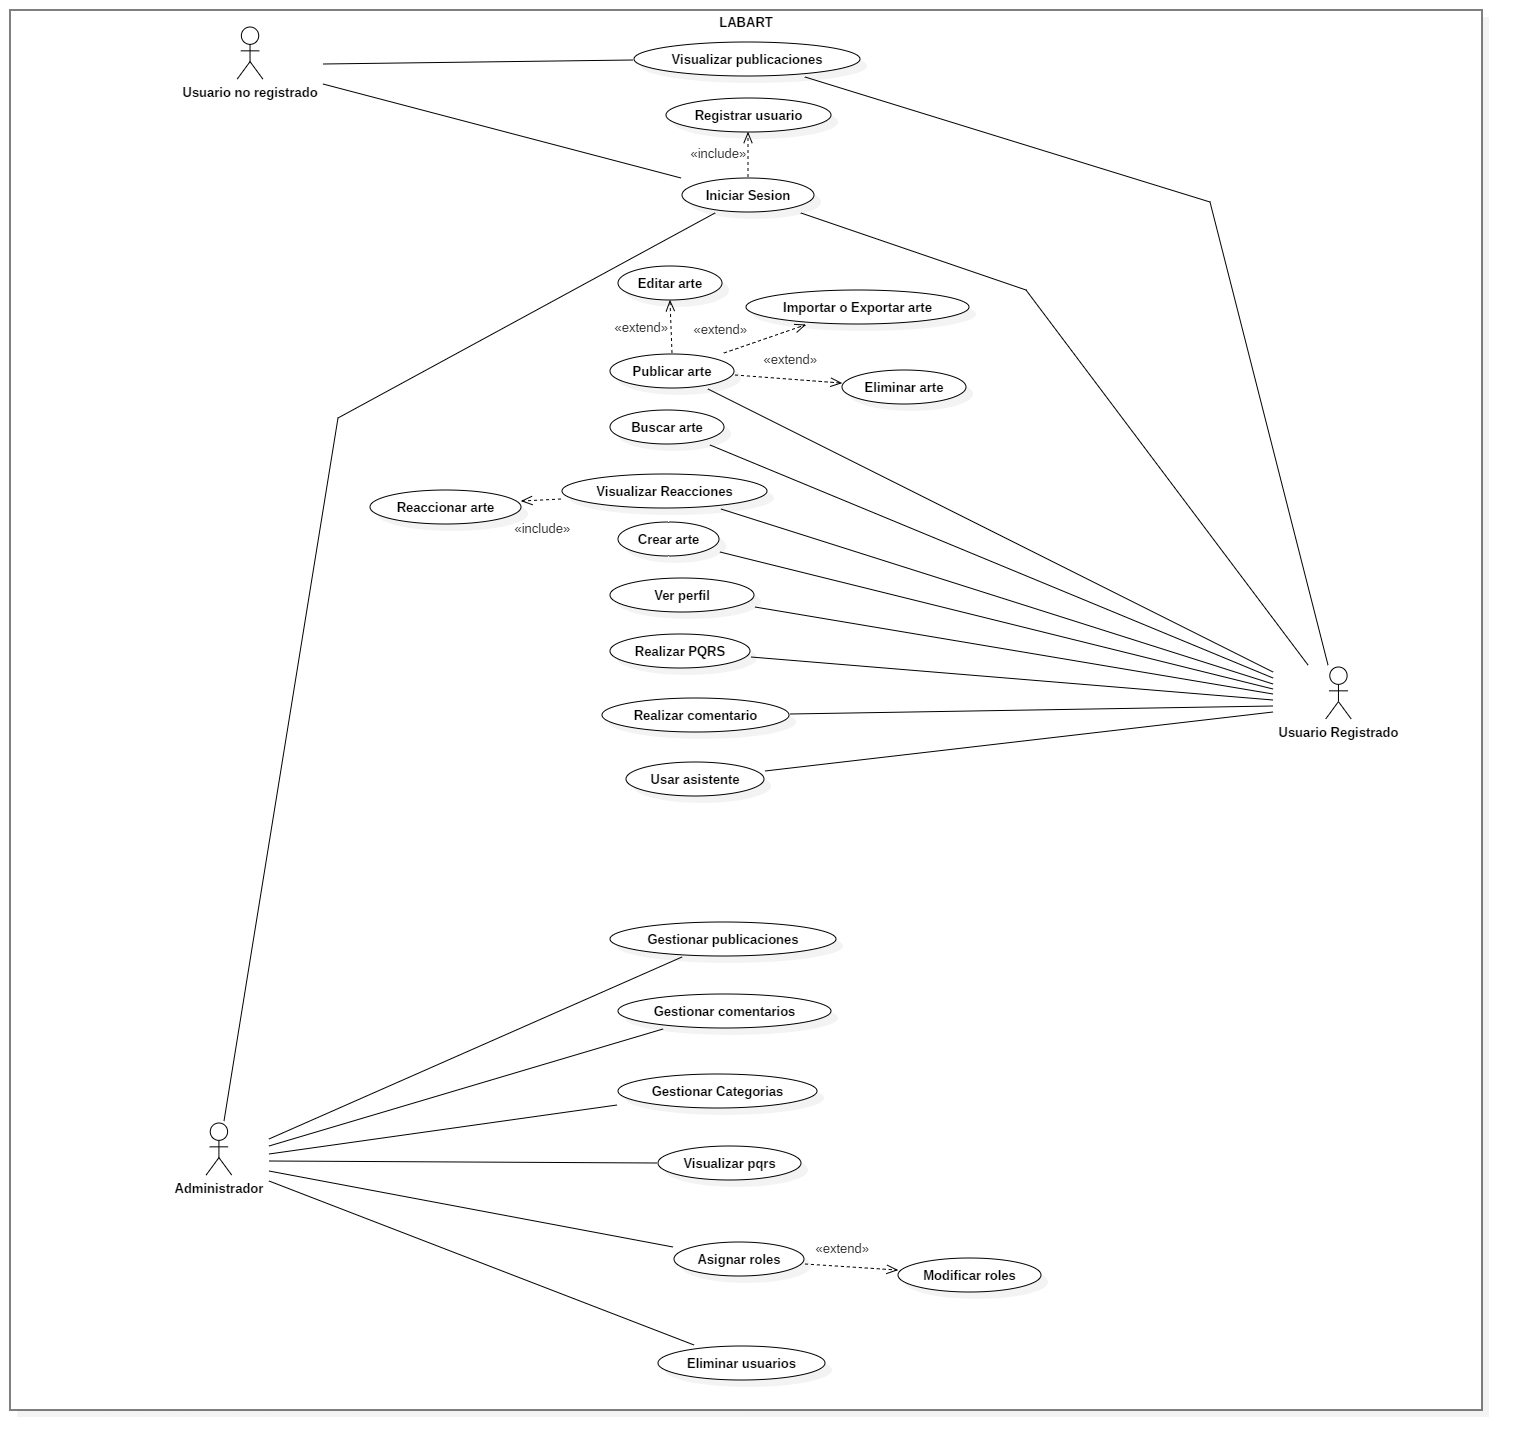 LABART
Usuario no registrado
Visualizar publicaciones
Registrar usuario
«include»
Iniciar Sesion
Editar arte
Importar o Exportar arte
«extend»
«extend»
«extend»
Publicar arte
Eliminar arte
Buscar arte
Visualizar Reacciones
Reaccionar arte
«include»
Crear arte
Ver perfil
Realizar PQRS
Realizar comentario
Usuario Registrado
Usar asistente
Gestionar publicaciones
Gestionar comentarios
Gestionar Categorias
Visualizar pqrs
Administrador
Asignar roles
«extend»
Modificar roles
Eliminar usuarios